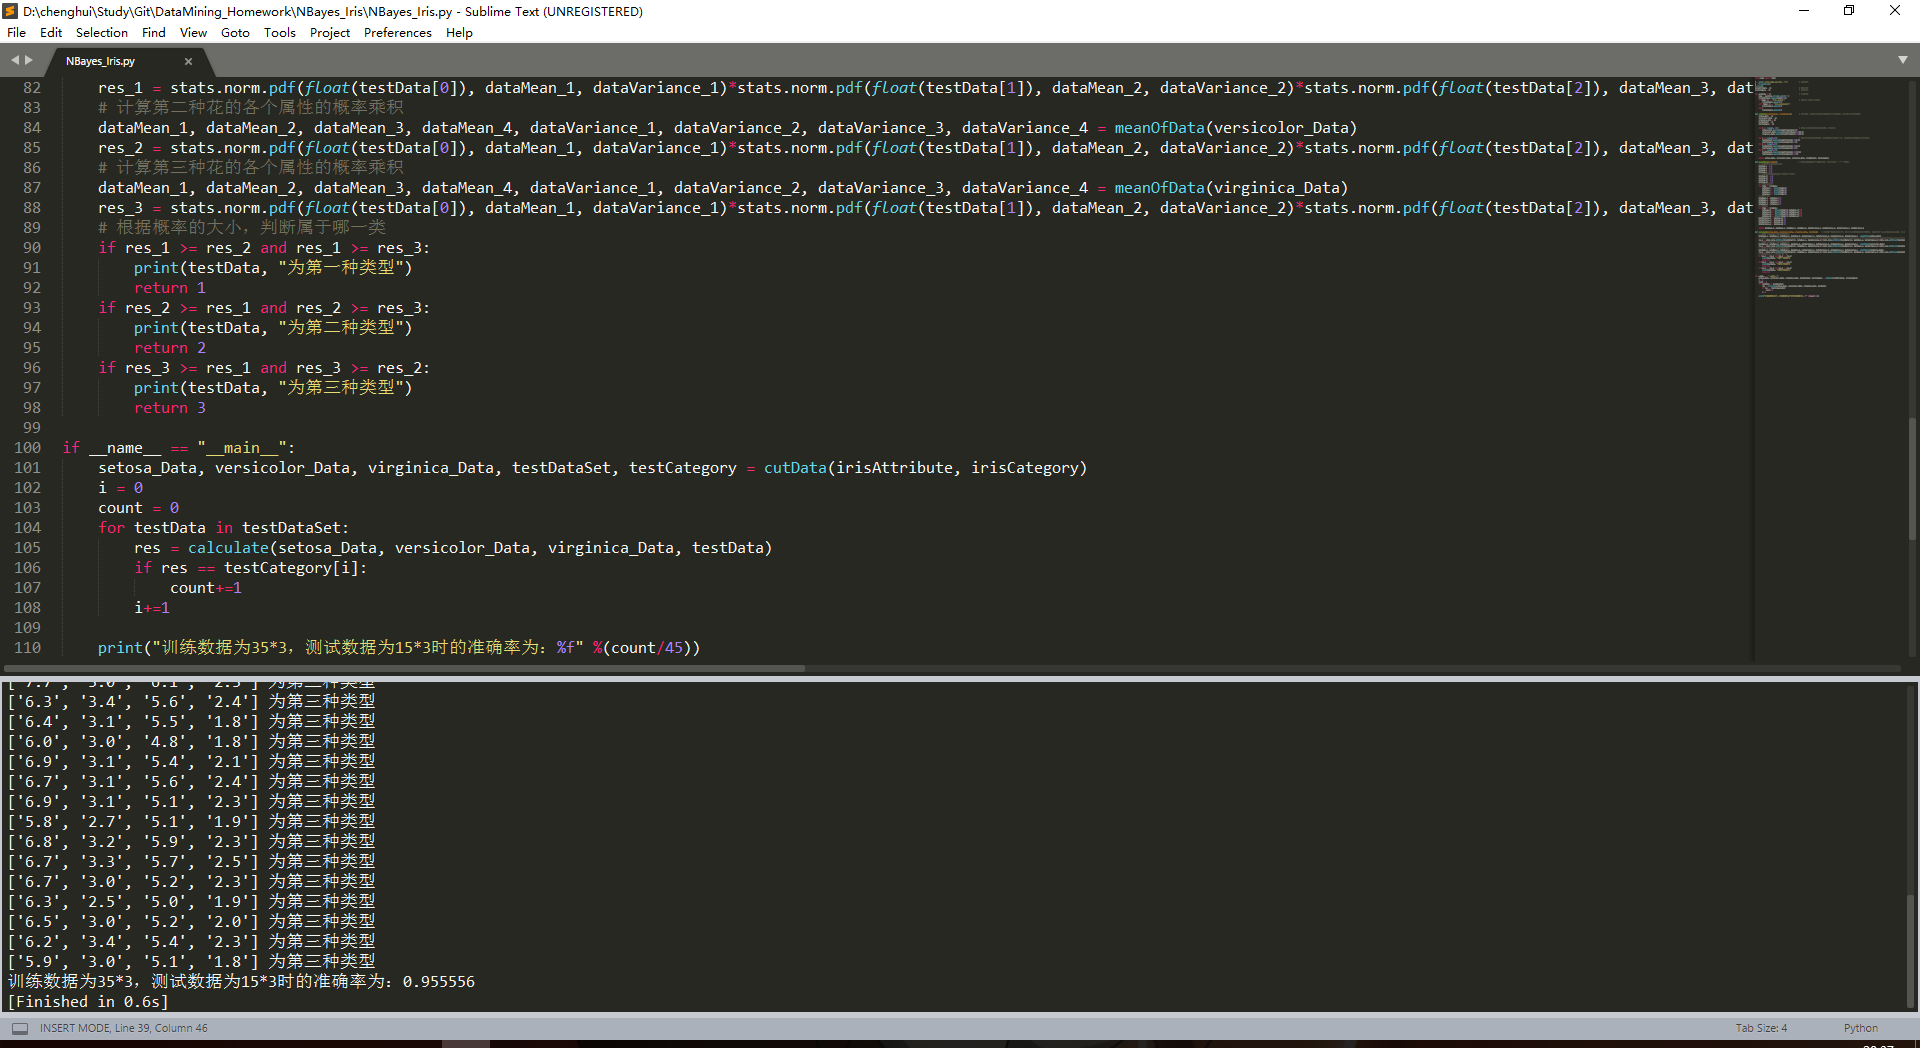 D:\chenghui\Study\Git\DataMining_Homework\NBayes_Iris\NBayes_Iris.py - Sublime Text (UNREGISTERED)
File Edit Selection Find View Goto Tools Project Preferences Help
NBayes_Iris.py
82 res_1 = stats.norm.pdf(float(testData[0]), dataMean_1, dataVariance_1)*stats.norm.pdf(float(testData[1]), dataMean_2, dataVariance_2)*stats.norm.pdf(float(testData[2]), dataMean_3, dat
83 # 计算第二种花的各个属性的概率乘积
84 dataMean_1, dataMean_2, dataMean_3, dataMean_4, dataVariance_1, dataVariance_2, dataVariance_3, dataVariance_4 = meanOfData(versicolor_Data)
85 res_2 = stats.norm.pdf(float(testData[0]), dataMean_1, dataVariance_1)*stats.norm.pdf(float(testData[1]), dataMean_2, dataVariance_2)*stats.norm.pdf(float(testData[2]), dataMean_3, dat
86 # 计算第三种花的各个属性的概率乘积
87 dataMean_1, dataMean_2, dataMean_3, dataMean_4, dataVariance_1, dataVariance_2, dataVariance_3, dataVariance_4 = meanOfData(virginica_Data)
88 res_3 = stats.norm.pdf(float(testData[0]), dataMean_1, dataVariance_1)*stats.norm.pdf(float(testData[1]), dataMean_2, dataVariance_2)*stats.norm.pdf(float(testData[2]), dataMean_3, dat
89 # 根据概率的大小，判断属于哪一类
90 if res_1 >= res_2 and res_1 >= res_3:
91 print(testData, "为第一种类型")
92 return 1
93 if res_2 >= res_1 and res_2 >= res_3:
94 print(testData, "为第二种类型")
95 return 2
96 if res_3 >= res_1 and res_3 >= res_2:
97 print(testData, "为第三种类型")
98 return 3
99
100 if __name__ == "__main__":
101 setosa_Data, versicolor_Data, virginica_Data, testDataSet, testCategory = cutData(irisAttribute, irisCategory)
102 i = 0
103 count = 0
104 for testData in testDataSet:
105 res = calculate(setosa_Data, versicolor_Data, virginica_Data, testData)
106 if res == testCategory[i]:
107 count+=1
108 i+=1
109
110 print("训练数据为35*3，测试数据为15*3时的准确率为：%f" %(count/45))
['7.7', '3.0', '6.1', '2.3'] 为第三种类型
['6.3', '3.4', '5.6', '2.4'] 为第三种类型
['6.4', '3.1', '5.5', '1.8'] 为第三种类型
['6.0', '3.0', '4.8', '1.8'] 为第三种类型
['6.9', '3.1', '5.4', '2.1'] 为第三种类型
['6.7', '3.1', '5.6', '2.4'] 为第三种类型
['6.9', '3.1', '5.1', '2.3'] 为第三种类型
['5.8', '2.7', '5.1', '1.9'] 为第三种类型
['6.8', '3.2', '5.9', '2.3'] 为第三种类型
['6.7', '3.3', '5.7', '2.5'] 为第三种类型
['6.7', '3.0', '5.2', '2.3'] 为第三种类型
['6.3', '2.5', '5.0', '1.9'] 为第三种类型
['6.5', '3.0', '5.2', '2.0'] 为第三种类型
['6.2', '3.4', '5.4', '2.3'] 为第三种类型
['5.9', '3.0', '5.1', '1.8'] 为第三种类型
训练数据为35*3，测试数据为15*3时的准确率为：0.955556
[Finished in 0.6s]
INSERT MODE, Line 39, Column 46 Tab Size: 4 Python